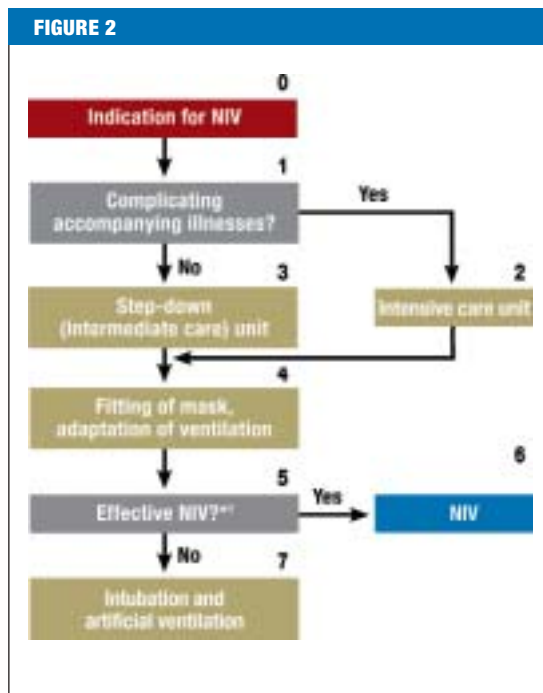 FIGURE 2
0
Indication for NIV
1
Complicating
accompanying illnesses?
Yes
No
3
2
Step-down
(intermediate care) unit
Intensive care unit
4
Fitting of mask,
adaptation of ventilation
6
5
Effective NIV?*†
Yes
NIV
No
7
Intubation and
artificial ventilation